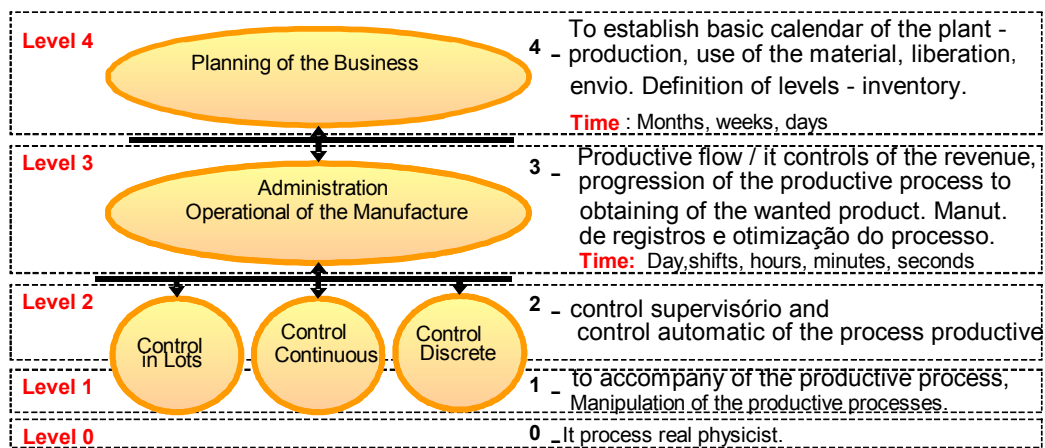 Level 4
Planning of the Business
4 - To establish basic calendar of the plant -
production, use of the material, liberation,
envio. Definition of levels - inventory.
Time : Months, weeks, days
Level 3
Administration
Operational of the Manufacture
3 - Productive flow / it controls of the revenue,
progression of the productive process to
obtaining of the wanted product. Manut.
de registros e otimização do processo.
Time: Day,shifts, hours, minutes, seconds
Level 2
Control
in Lots
Control
Continuous
Control
Discrete
2 - control supervisório and
control automatic of the process productive
Level 1
1 - to accompany of the productive process,
Manipulation of the productive processes.
Level 0
0 - It process real physicist.